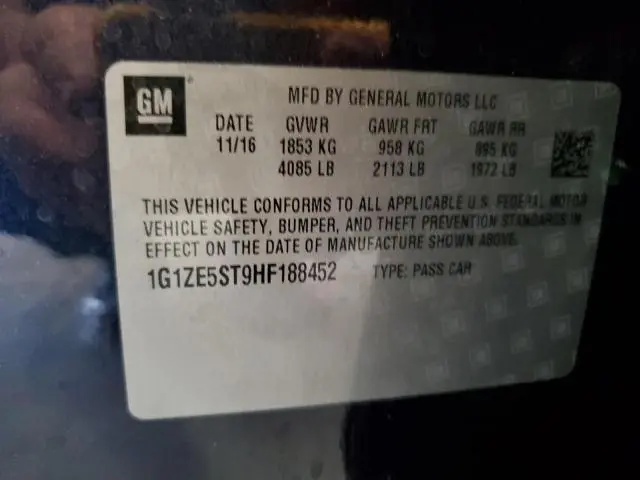 GM
MFD BY GENERAL MOTORS LLC
DATE GVWR GAWR FRT GAWR RR
11/16 1853 KG 958 KG 895 KG
4085 LB 2113 LB 1972 LB
THIS VEHICLE CONFORMS TO ALL APPLICABLE U.S. FEDERAL MOTOR
VEHICLE SAFETY, BUMPER, AND THEFT PREVENTION STANDARDS IN
EFFECT ON THE DATE OF MANUFACTURE SHOWN ABOVE.
1G1ZE5ST9HF188452 TYPE: PASS CAR